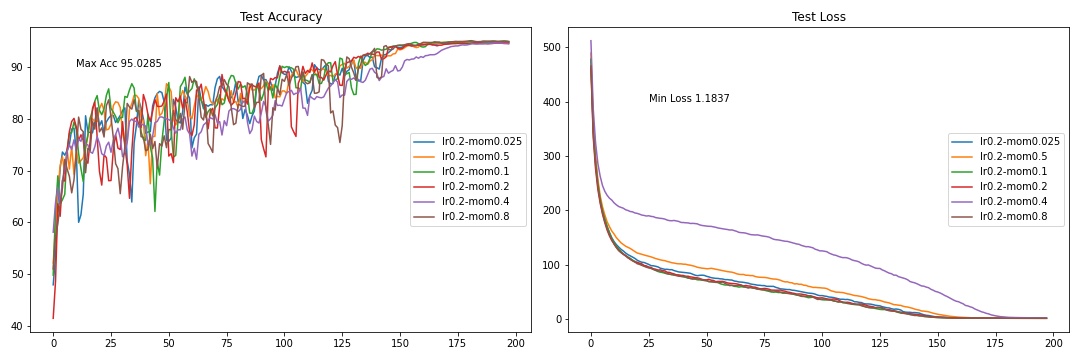 Test Accuracy
Max Acc 95.0285
90
80
70
60
50
40
lr0.2-mom0.025
lr0.2-mom0.5
lr0.2-mom0.1
lr0.2-mom0.2
lr0.2-mom0.4
lr0.2-mom0.8
0 25 50 75 100 125 150 175 200
Test Loss
500
400
300
200
100
0
Min Loss 1.1837
lr0.2-mom0.025
lr0.2-mom0.5
lr0.2-mom0.1
lr0.2-mom0.2
lr0.2-mom0.4
lr0.2-mom0.8
0 25 50 75 100 125 150 175 200